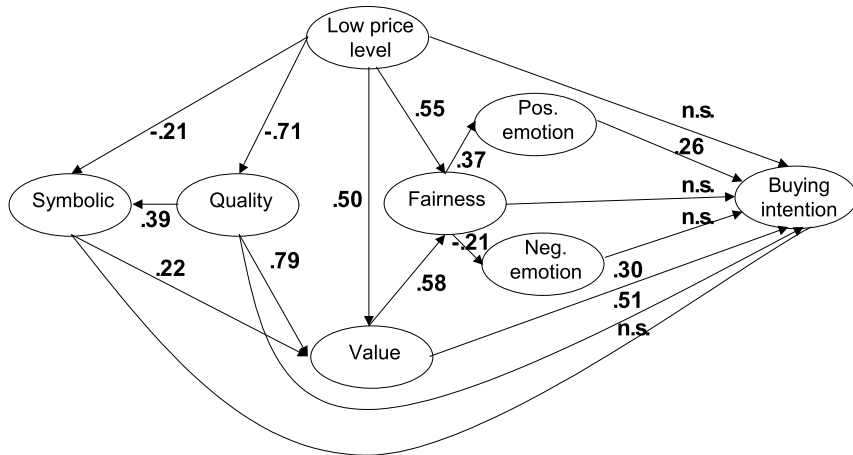 Low price
level
n.s.
.55
Pos.
emotion
-.21
-.71
.26
.37
Symbolic
Quality
.50
Fairness
n.s.
Buying
intention
.39
n.s.
-.21
Neg.
emotion
.22
.79
.58
.30
.51
n.s.
Value